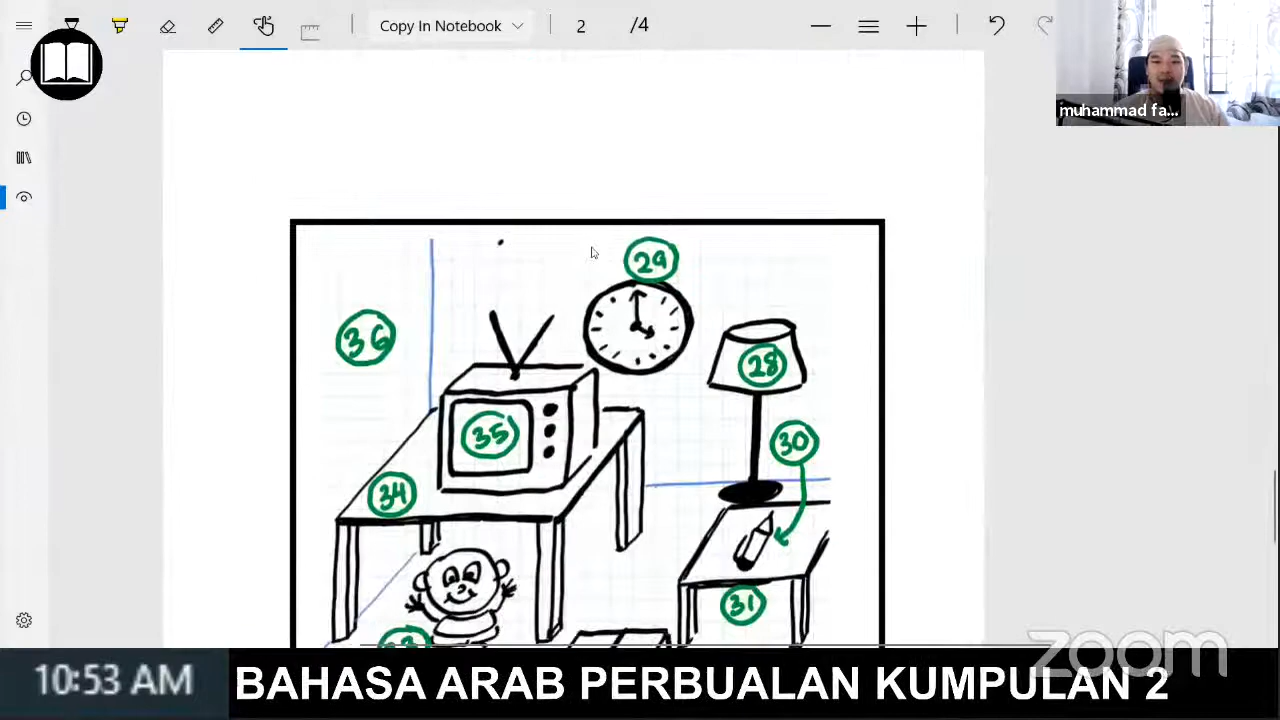 Copy In Notebook
2
/4
muhammad fa...
29
36
28
35
30
34
31
zoom
10:53 AM
BAHASA ARAB PERBUALAN KUMPULAN 2